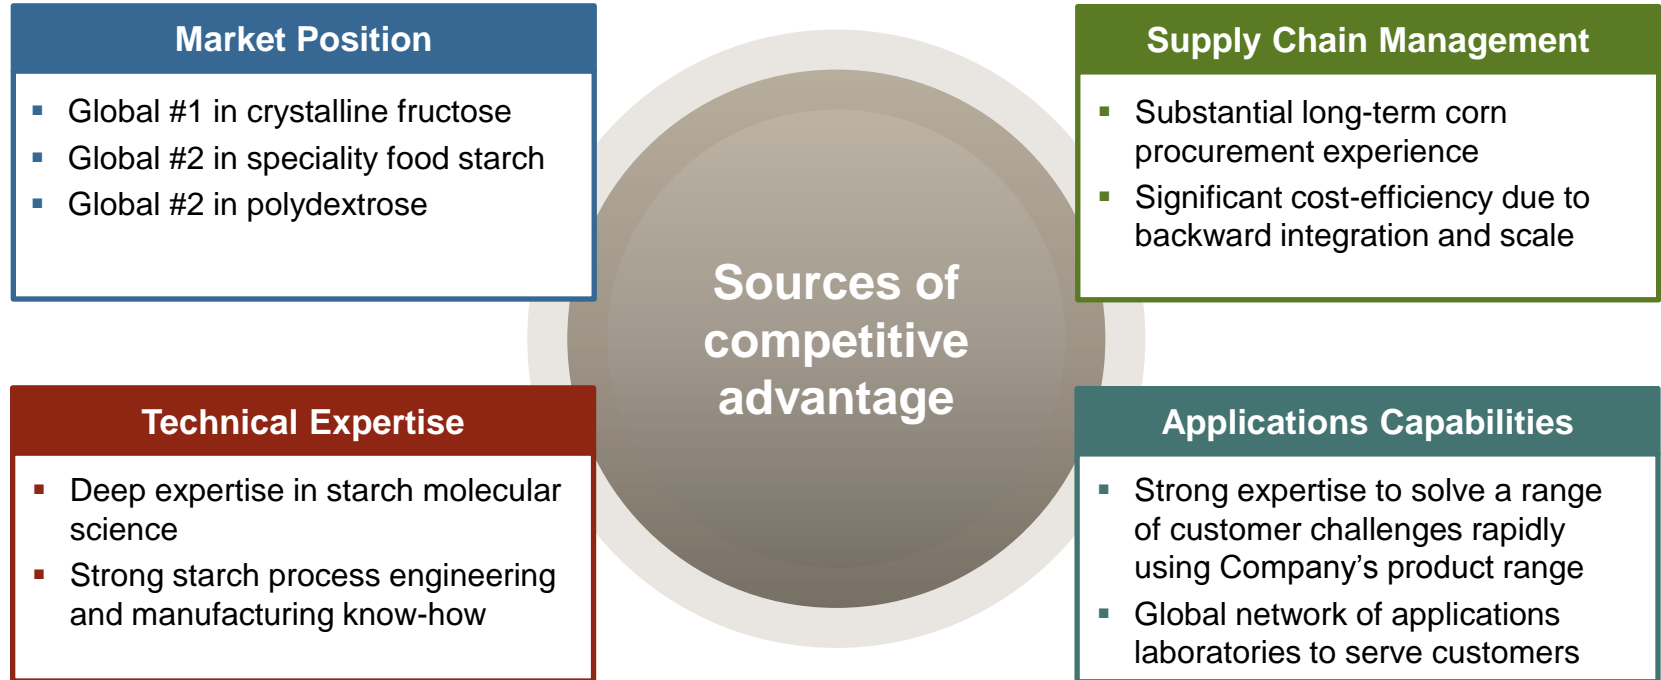 Market Position
▪ Global #1 in crystalline fructose
▪ Global #2 in speciality food starch
▪ Global #2 in polydextrose
Supply Chain Management
▪ Substantial long-term corn
procurement experience
▪ Significant cost-efficiency due to
backward integration and scale
Sources of
competitive
advantage
Technical Expertise
▪ Deep expertise in starch molecular
science
▪ Strong starch process engineering
and manufacturing know-how
Applications Capabilities
▪ Strong expertise to solve a range
of customer challenges rapidly
using Company’s product range
▪ Global network of applications
laboratories to serve customers